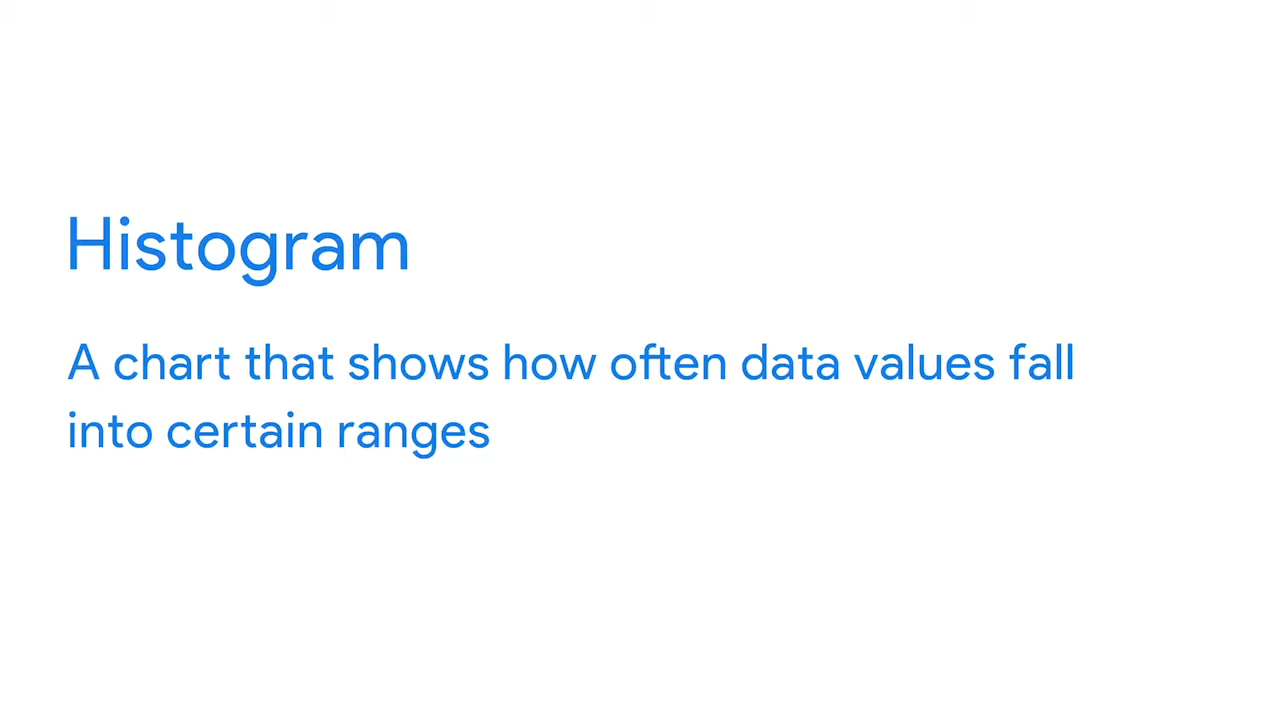 Histogram
A chart that shows how often data values fall
into certain ranges